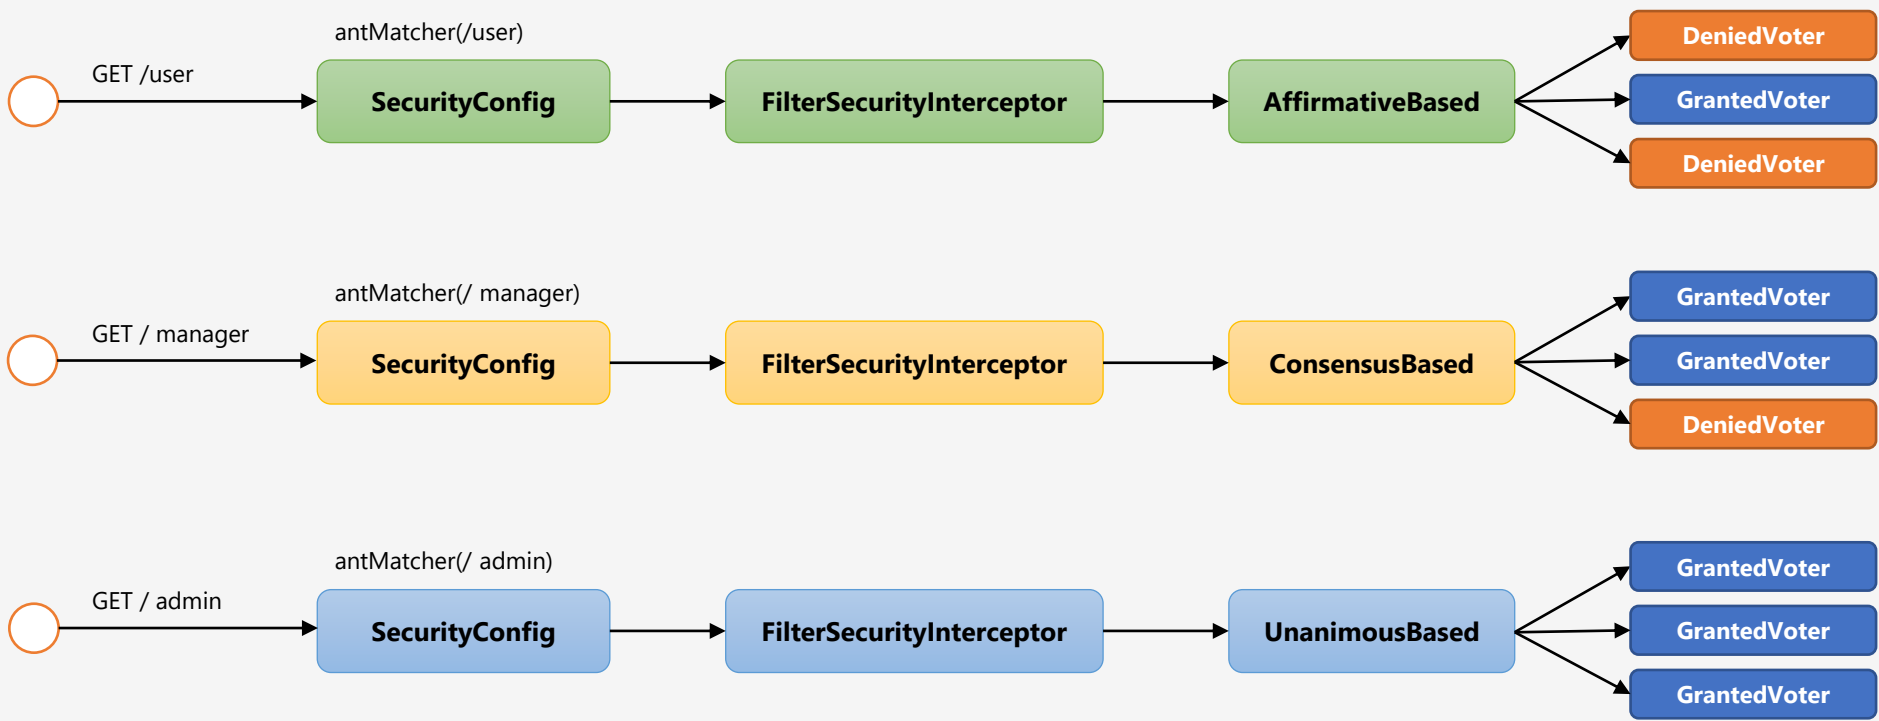 antMatcher(/user)
GET /user
SecurityConfig
FilterSecurityInterceptor
AffirmativeBased
DeniedVoter
GrantedVoter
DeniedVoter
antMatcher(/ manager)
GET / manager
SecurityConfig
FilterSecurityInterceptor
ConsensusBased
GrantedVoter
GrantedVoter
DeniedVoter
antMatcher(/ admin)
GET / admin
SecurityConfig
FilterSecurityInterceptor
UnanimousBased
GrantedVoter
GrantedVoter
GrantedVoter